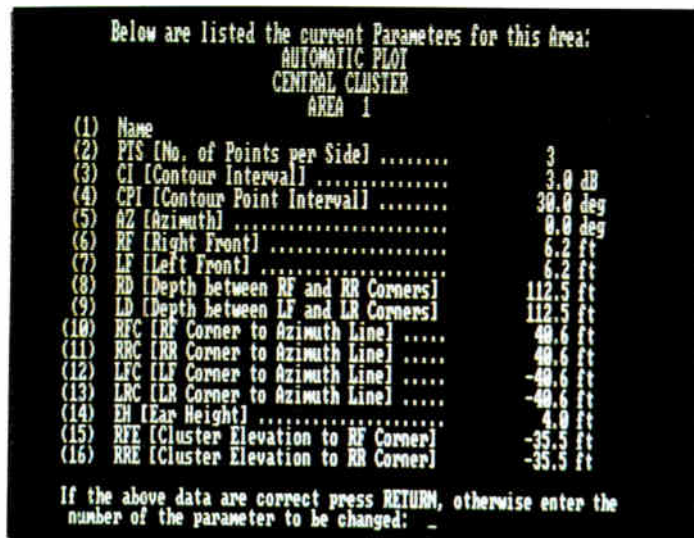 Below are listed the current Parameters for this Area:
AUTOMATIC PLOT
CENTRAL CLUSTER
AREA 1
(1) Name
(2) PTS [No. of Points per Side] ........ 3
(3) CI [Contour Interval] ............... 3.0 dB
(4) CPI [Contour Point Interval] ........ 30.0 deg
(5) AZ [Azimuth] ........................ 0.0 deg
(6) RF [Right Front] .................... 6.2 ft
(7) LF [Left Front] ..................... 6.2 ft
(8) RD [Depth between RF and RR Corners] 112.5 ft
(9) LD [Depth between LF and LR Corners] 112.5 ft
(10) RFC [RF Corner to Azimuth Line] ..... 40.6 ft
(11) RRC [RR Corner to Azimuth Line] ..... 40.6 ft
(12) LFC [LF Corner to Azimuth Line] ..... -40.6 ft
(13) LRC [LR Corner to Azimuth Line] ..... -40.6 ft
(14) EH [Ear Height] ..................... 4.0 ft
(15) RFE [Cluster Elevation to RF Corner] -35.5 ft
(16) RRE [Cluster Elevation to RR Corner] -35.5 ft
If the above data are correct press RETURN, otherwise enter the
number of the parameter to be changed: _